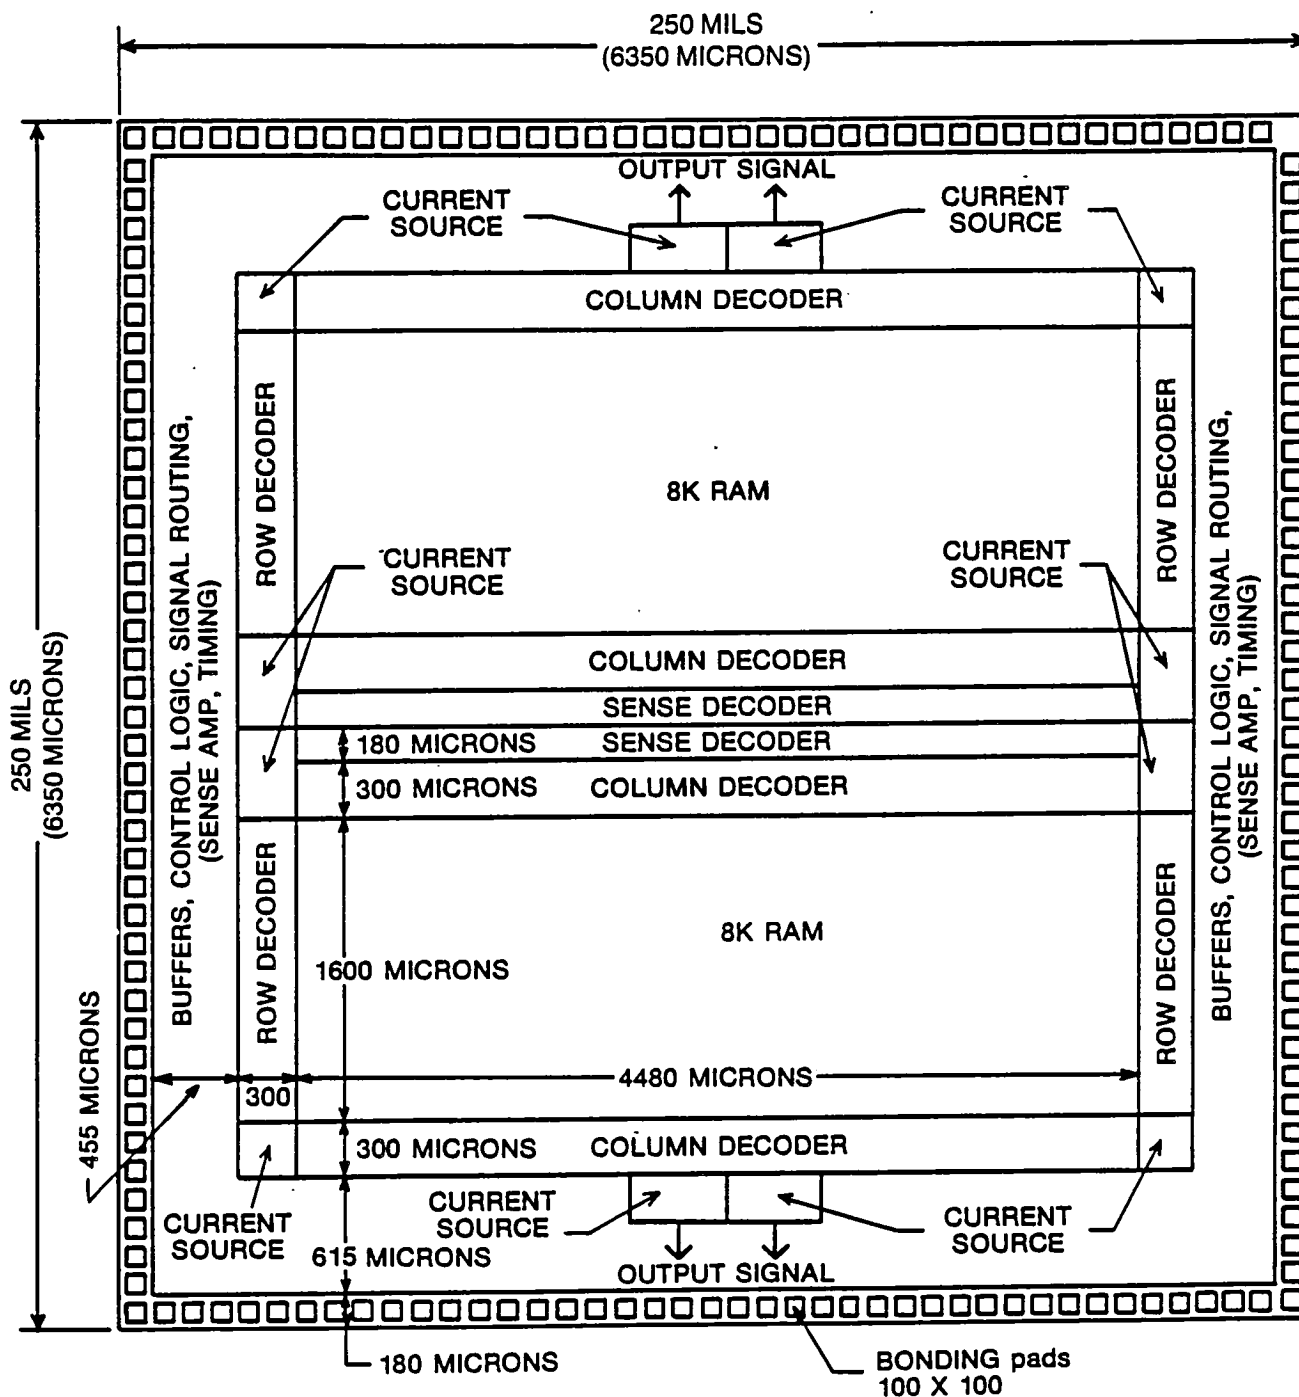 250 MILS
(6350 MICRONS)
OUTPUT SIGNAL
CURRENT
SOURCE
CURRENT
SOURCE
COLUMN DECODER
ROW DECODER
8K RAM
ROW DECODER
BUFFERS, CONTROL LOGIC, SIGNAL ROUTING,
(SENSE AMP, TIMING)
BUFFERS, CONTROL LOGIC, SIGNAL ROUTING,
(SENSE AMP, TIMING)
CURRENT
SOURCE
CURRENT
SOURCE
250 MILS
(6350 MICRONS)
COLUMN DECODER
SENSE DECODER
180 MICRONS
SENSE DECODER
300 MICRONS
COLUMN DECODER
ROW DECODER
8K RAM
ROW DECODER
1600 MICRONS
455 MICRONS
300
4480 MICRONS
300 MICRONS
COLUMN DECODER
CURRENT
SOURCE
CURRENT
SOURCE
CURRENT
SOURCE
615 MICRONS
OUTPUT SIGNAL
180 MICRONS
BONDING pads
100 X 100